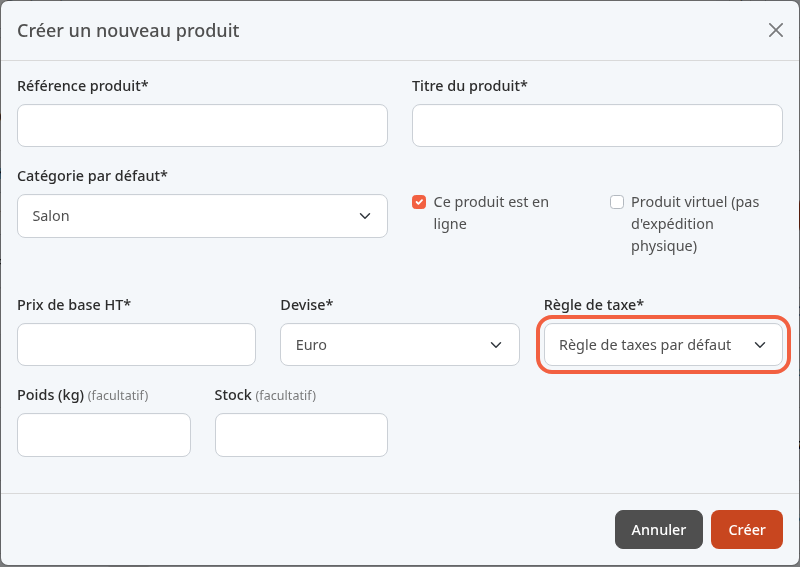 Créer un nouveau produit
Référence produit*
Titre du produit*
Catégorie par défaut*
Salon
Ce produit est en
ligne
Produit virtuel (pas
d'expédition
physique)
Prix de base HT*
Devise*
Règle de taxe*
Euro
Règle de taxes par défaut
Poids (kg) (facultatif)
Stock (facultatif)
Annuler
Créer